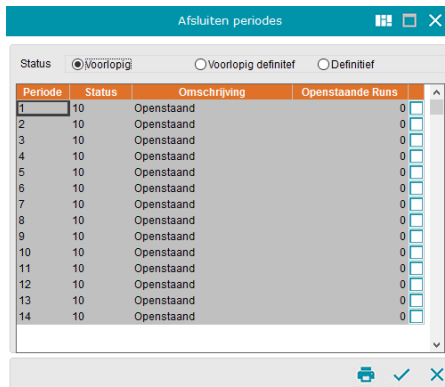 Afsluiten periodes
Status Voorlopig Voorlopig definitef Definitief
Periode Status Omschrijving Openstaande Runs
1 10 Openstaand 0
2 10 Openstaand 0
3 10 Openstaand 0
4 10 Openstaand 0
5 10 Openstaand 0
6 10 Openstaand 0
7 10 Openstaand 0
8 10 Openstaand 0
9 10 Openstaand 0
10 10 Openstaand 0
11 10 Openstaand 0
12 10 Openstaand 0
13 10 Openstaand 0
14 10 Openstaand 0